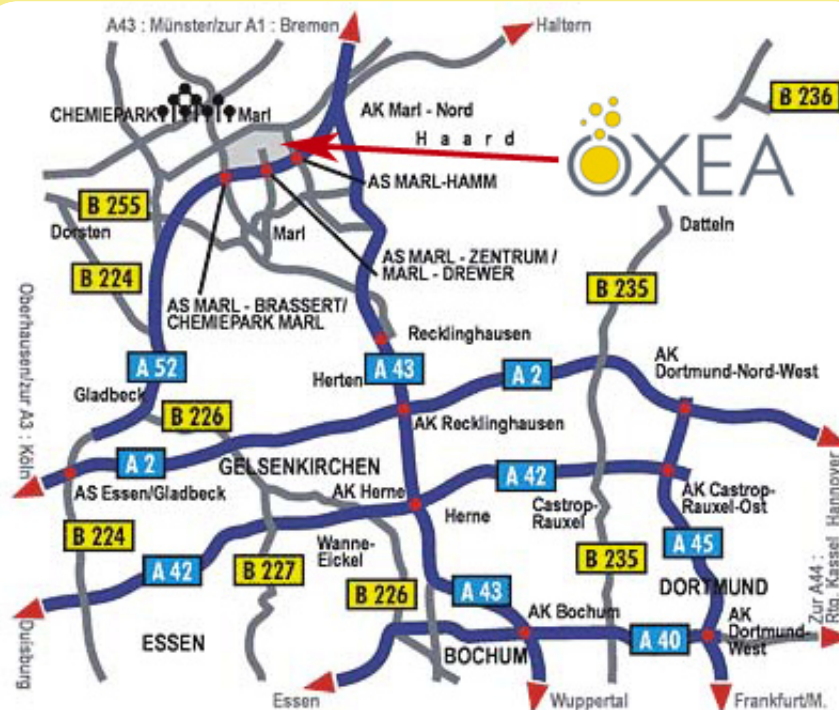 A43 : Münster/zur A1 : Bremen
Haltern
B 236
CHEMIEPARK
Marl
AK Marl - Nord
Haard
OXEA
AS MARL-HAMM
B 255
Dorsten
Marl
Datteln
AS MARL - ZENTRUM /
MARL - DREWER
B 224
B 235
AS MARL - BRASSERT/
CHEMIEPARK MARL
Oberhausen/zur A3 : Köln
Recklinghausen
AK
Dortmund-Nord-West
A 52
Herten
A 43
A 2
Gladbeck
B 226
AK Recklinghausen
A 2
GELSENKIRCHEN
A 42
AS Essen/Gladbeck
AK Herne
Herne
Castrop-
Rauxel
AK Castrop-
Rauxel-Ost
Zur A44 :
Rtg. Kassel Hannover
B 224
Wanne-
Eickel
A 45
A 42
B 227
B 235
B 226
A 43
DORTMUND
AK Bochum
AK
Dortmund-
West
Duisburg
ESSEN
BOCHUM
A 40
Essen
Wuppertal
Frankfurt/M.